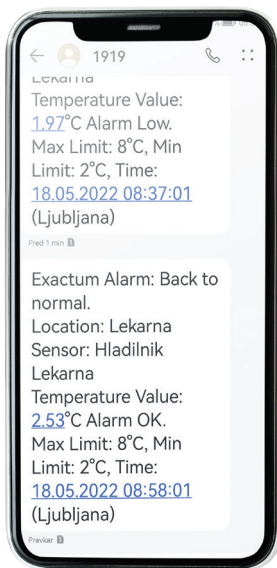 1919
Lekarna
Temperature Value:
1.97°C Alarm Low.
Max Limit: 8°C, Min
Limit: 2°C, Time:
18.05.2022 08:37:01
(Ljubljana)
Pred 1 min 1
Exactum Alarm: Back to
normal.
Location: Lekarna
Sensor: Hladilnik
Lekarna
Temperature Value:
2.53°C Alarm OK.
Max Limit: 8°C, Min
Limit: 2°C, Time:
18.05.2022 08:58:01
(Ljubljana)
Pravkar 1